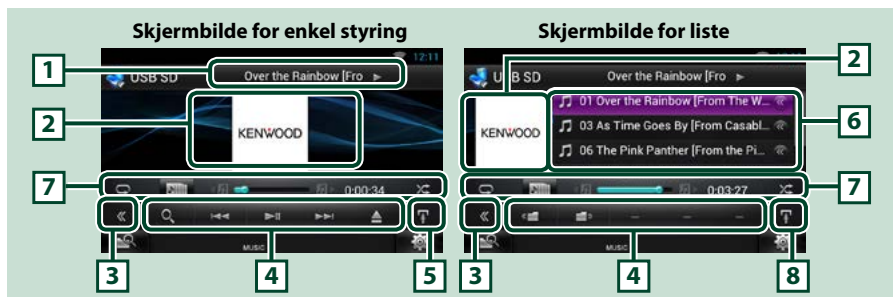 Skjermbilde for enkel styring
Skjermbilde for liste
12:11
1
USB SD
Over the Rainbow [Fro
2
KENWOOD
7
0:00:34
MUSIC
3
4
5
2
USB SD
Over the Rainbow [Fro
KENWOOD
01 Over the Rainbow [From The W...
03 As Time Goes By [From Casabl...
06 The Pink Panther [From the Pi...
6
7
0:03:27
MUSIC
3
4
8